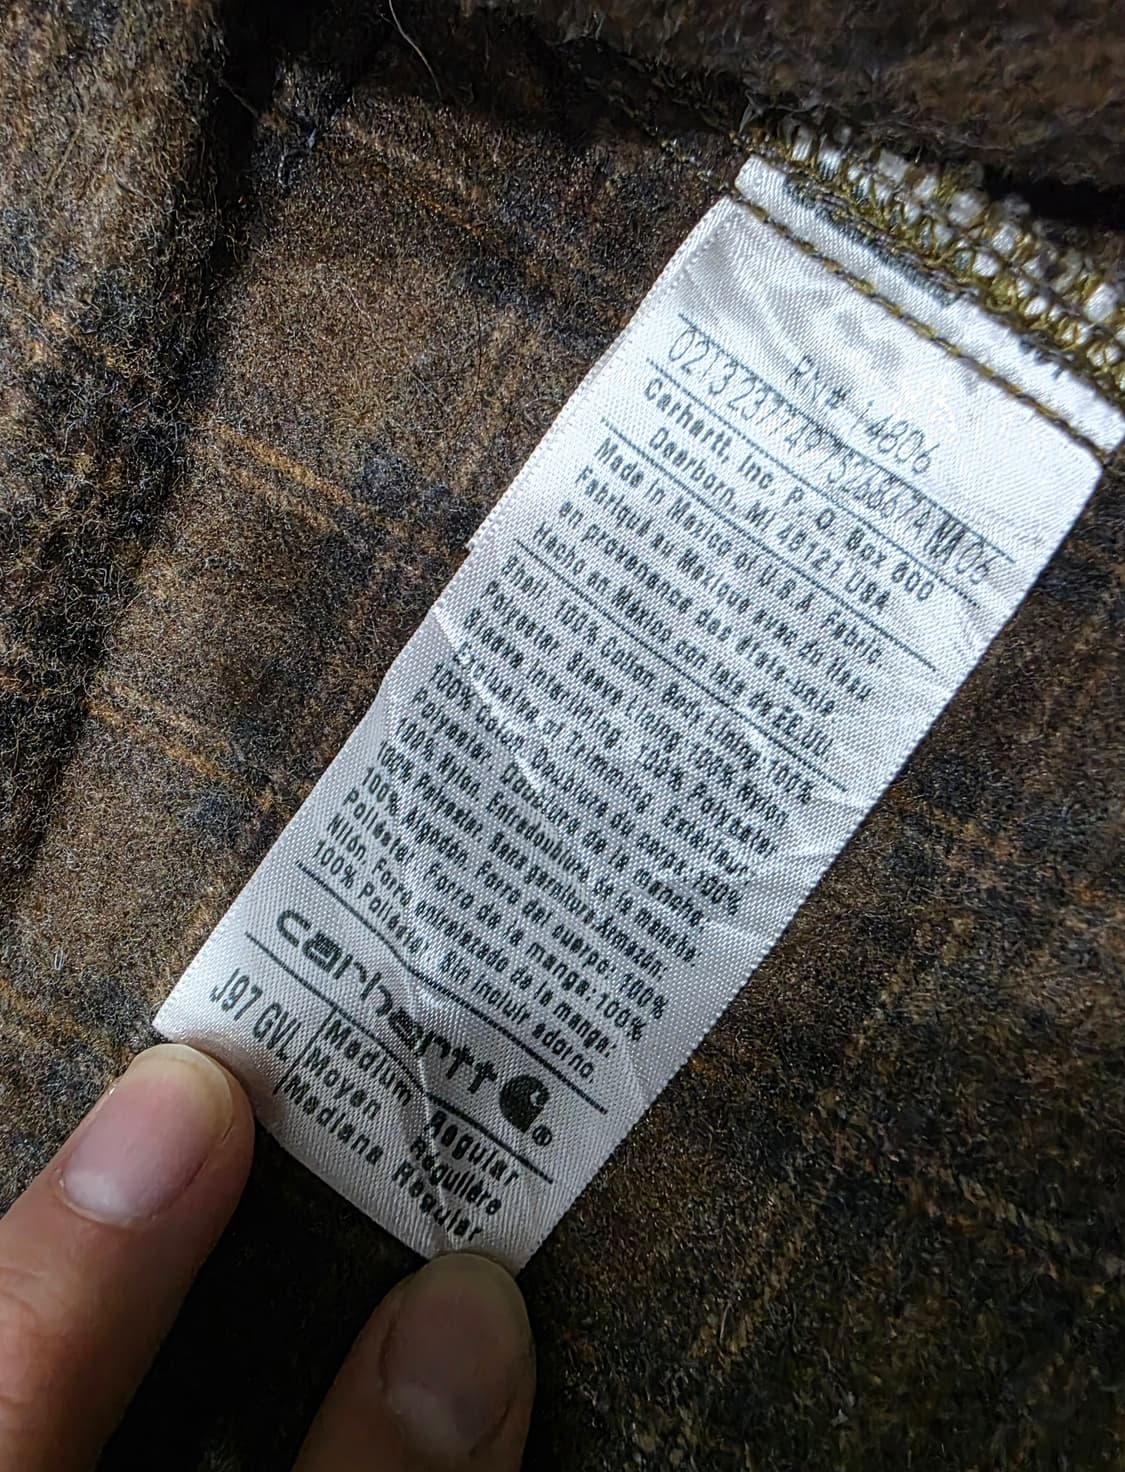 RN# 14806
Carhartt, Inc. P. O. Box 600
Dearborn, MI 48121 USA
Made in Mexico of U.S.A. Fabric.
Fabriqué au Mexique avec du tissu
en provenance des états-unis
Hecho en México con tela de EE.UU.
Shell: 100% Cotton. Body Lining: 100%
Polyester. Sleeve Lining 100% Nylon
Sleeve Interlining: 100% Polyester.
Exclusive of Trimming. Extérieur:
100% Coton. Doublure du corps: 100%
Polyester. Doublure de la manche
100% Nylon. Entredoublure de la manche.
100% Polyester. Sans garniture.Armazón:
100% Algodón. Forro del cuerpo: 100%
Poliéster. Forro de la manga: 100%
Nilón. Forro entrelazado de la manga:
100% Poliéster. Sin incluir adorno.
carhartt ®
J97 GVL Medium Regular
Moyen Regulière
Mediana Regular